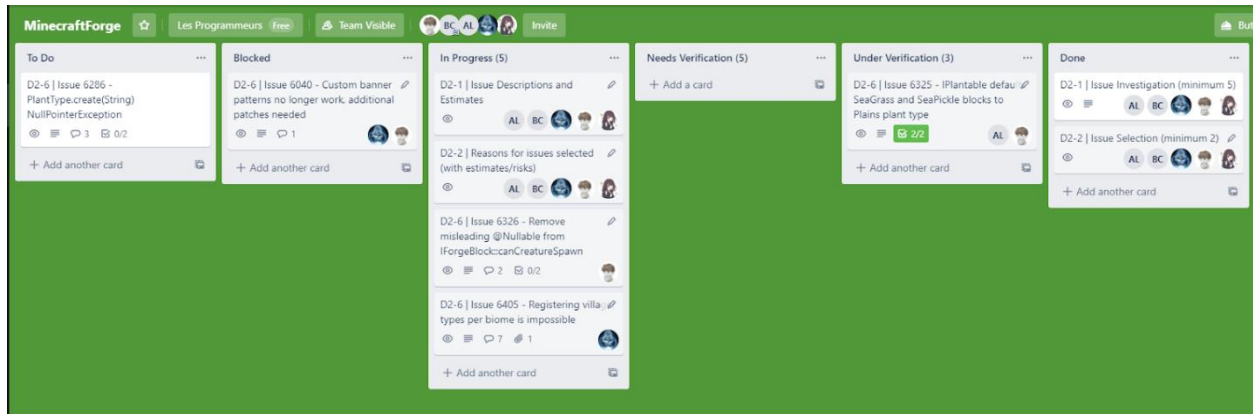 MinecraftForge
Les Programmeurs Free
Team Visible
BC AL
Invite
But
To Do
D2-6 | Issue 6286 -
PlantType.create(String)
NullPointerException
3 0/2
+ Add another card
Blocked
D2-6 | Issue 6040 - Custom banner
patterns no longer work, additional
patches needed
1
+ Add another card
In Progress (5)
D2-1 | Issue Descriptions and
Estimates
AL BC
D2-2 | Reasons for issues selected
(with estimates/risks)
AL BC
D2-6 | Issue 6326 - Remove
misleading @Nullable from
IForgeBlock::canCreatureSpawn
2 0/2
D2-6 | Issue 6405 - Registering villa
types per biome is impossible
7 1
+ Add another card
Needs Verification (5)
+ Add a card
Under Verification (3)
D2-6 | Issue 6325 - IPlantable defau
SeaGrass and SeaPickle blocks to
Plains plant type
2/2
AL
+ Add another card
Done
D2-1 | Issue Investigation (minimum 5)
AL BC
D2-2 | Issue Selection (minimum 2)
AL BC
+ Add another card